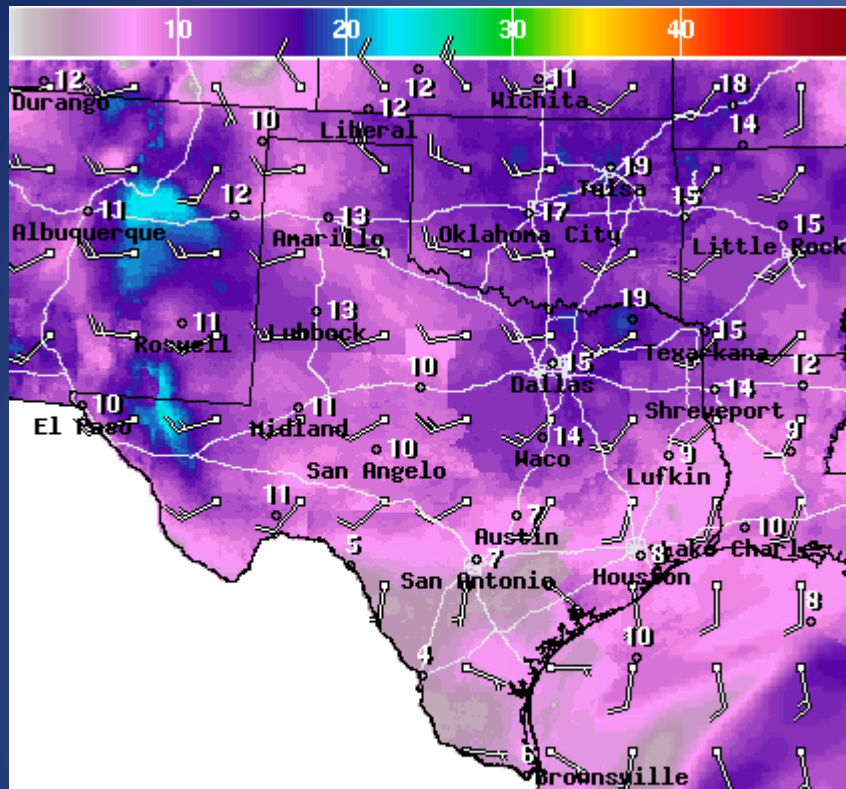 10 20 30 40
12 12 11 18
Durango Wichita
12
10 Liberal 14
19
Tulsa
11 12 13 17 15 15
Albuquerque Amarillo Oklahoma City Little Rock
11 13 19 15
Roswell Lubbock Texarkana
10 15 14 12
Dallas
10 11 Shreveport
El Paso Midland 14 9
10 Waco 9
San Angelo Lufkin
11 7 10
Austin Lake Charles
5 7 8
San Antonio Houston
8
10
4
6
Brownsville